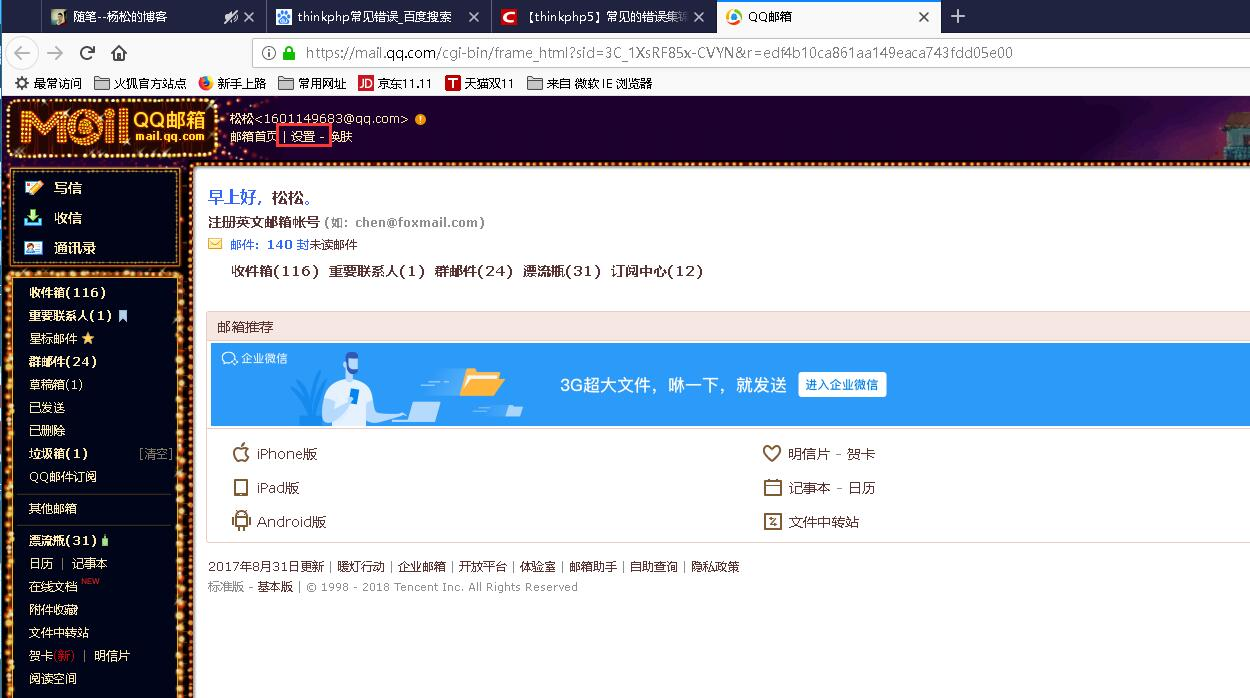 随笔--杨松的博客
thinkphp常见错误_百度搜索
【thinkphp5】常见的错误集锦
QQ邮箱
https://mail.qq.com/cgi-bin/frame_html?sid=3C_1XsRF85x-CVYN&r=edf4b10ca861aa149eaca743fdd05e00
最常访问 火狐官方站点 新手上路 常用网址 JD 京东11.11 T 天猫双11 来自 微软 IE 浏览器
MAIL QQ邮箱
mail.qq.com
松松<1601149683@qq.com>
邮箱首页 | 设置 - 换肤
写信
收信
通讯录
收件箱(116)
重要联系人(1)
星标邮件
群邮件(24)
草稿箱(1)
已发送
已删除
垃圾箱(1) [清空]
QQ邮件订阅
其他邮箱
漂流瓶(31)
日历 | 记事本
在线文档 NEW
附件收藏
文件中转站
贺卡(新) | 明信片
阅读空间
早上好，松松。
注册英文邮箱帐号 (如: chen@foxmail.com)
邮件: 140 封未读邮件
收件箱(116) 重要联系人(1) 群邮件(24) 漂流瓶(31) 订阅中心(12)
邮箱推荐
企业微信
3G超大文件，咻一下，就发送 进入企业微信
iPhone版 明信片 - 贺卡
iPad版 记事本 - 日历
Android版 文件中转站
2017年8月31日更新 | 暖灯行动 | 企业邮箱 | 开放平台 | 体验室 | 邮箱助手 | 自助查询 | 隐私政策
标准版 - 基本版 | © 1998 - 2018 Tencent Inc. All Rights Reserved